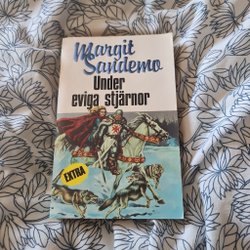 Margit
Sandemo
Under
eviga stjärnor
EXTRA